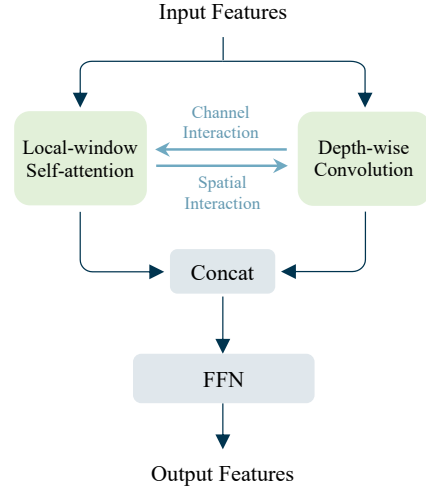 Input Features
Channel
Interaction
Local-window
Self-attention
Depth-wise
Convolution
Spatial
Interaction
Concat
FFN
Output Features